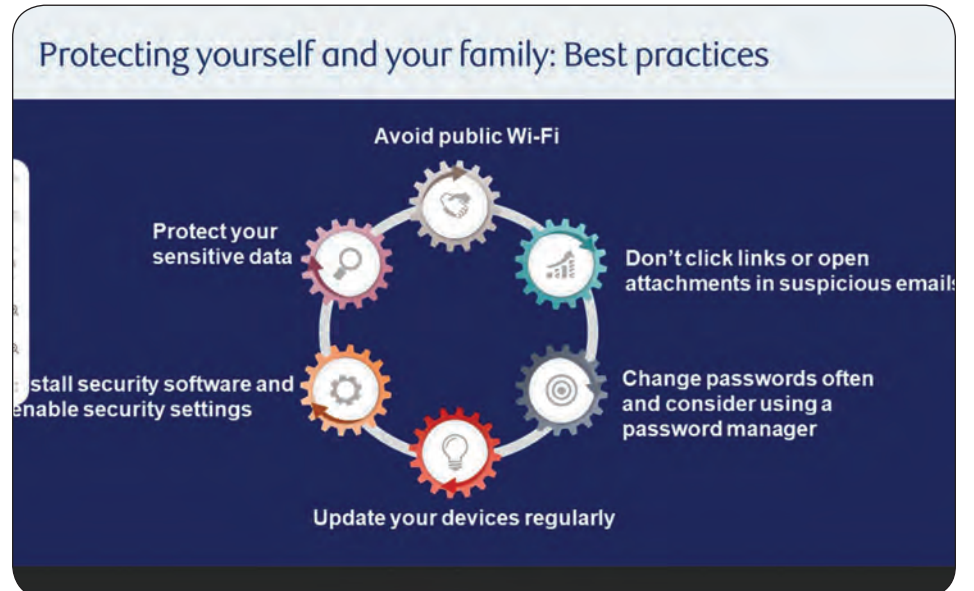 Protecting yourself and your family: Best practices
Avoid public Wi-Fi
Don't click links or open
attachments in suspicious emails
Change passwords often
and consider using a
password manager
Update your devices regularly
stall security software and
enable security settings
Protect your
sensitive data